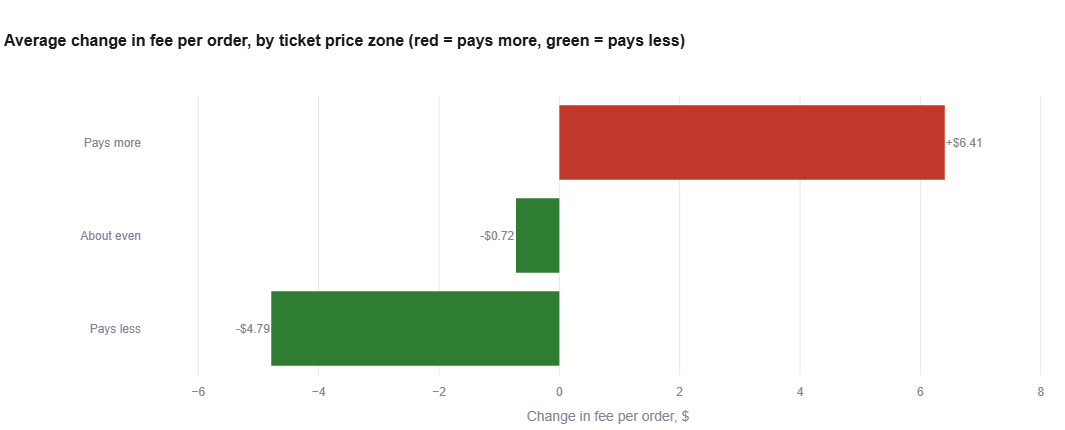 Average change in fee per order, by ticket price zone (red = pays more, green = pays less)
Pays more
+$6.41
About even
-$0.72
Pays less
-$4.79
−6
−4
−2
0
2
4
6
8
Change in fee per order, $